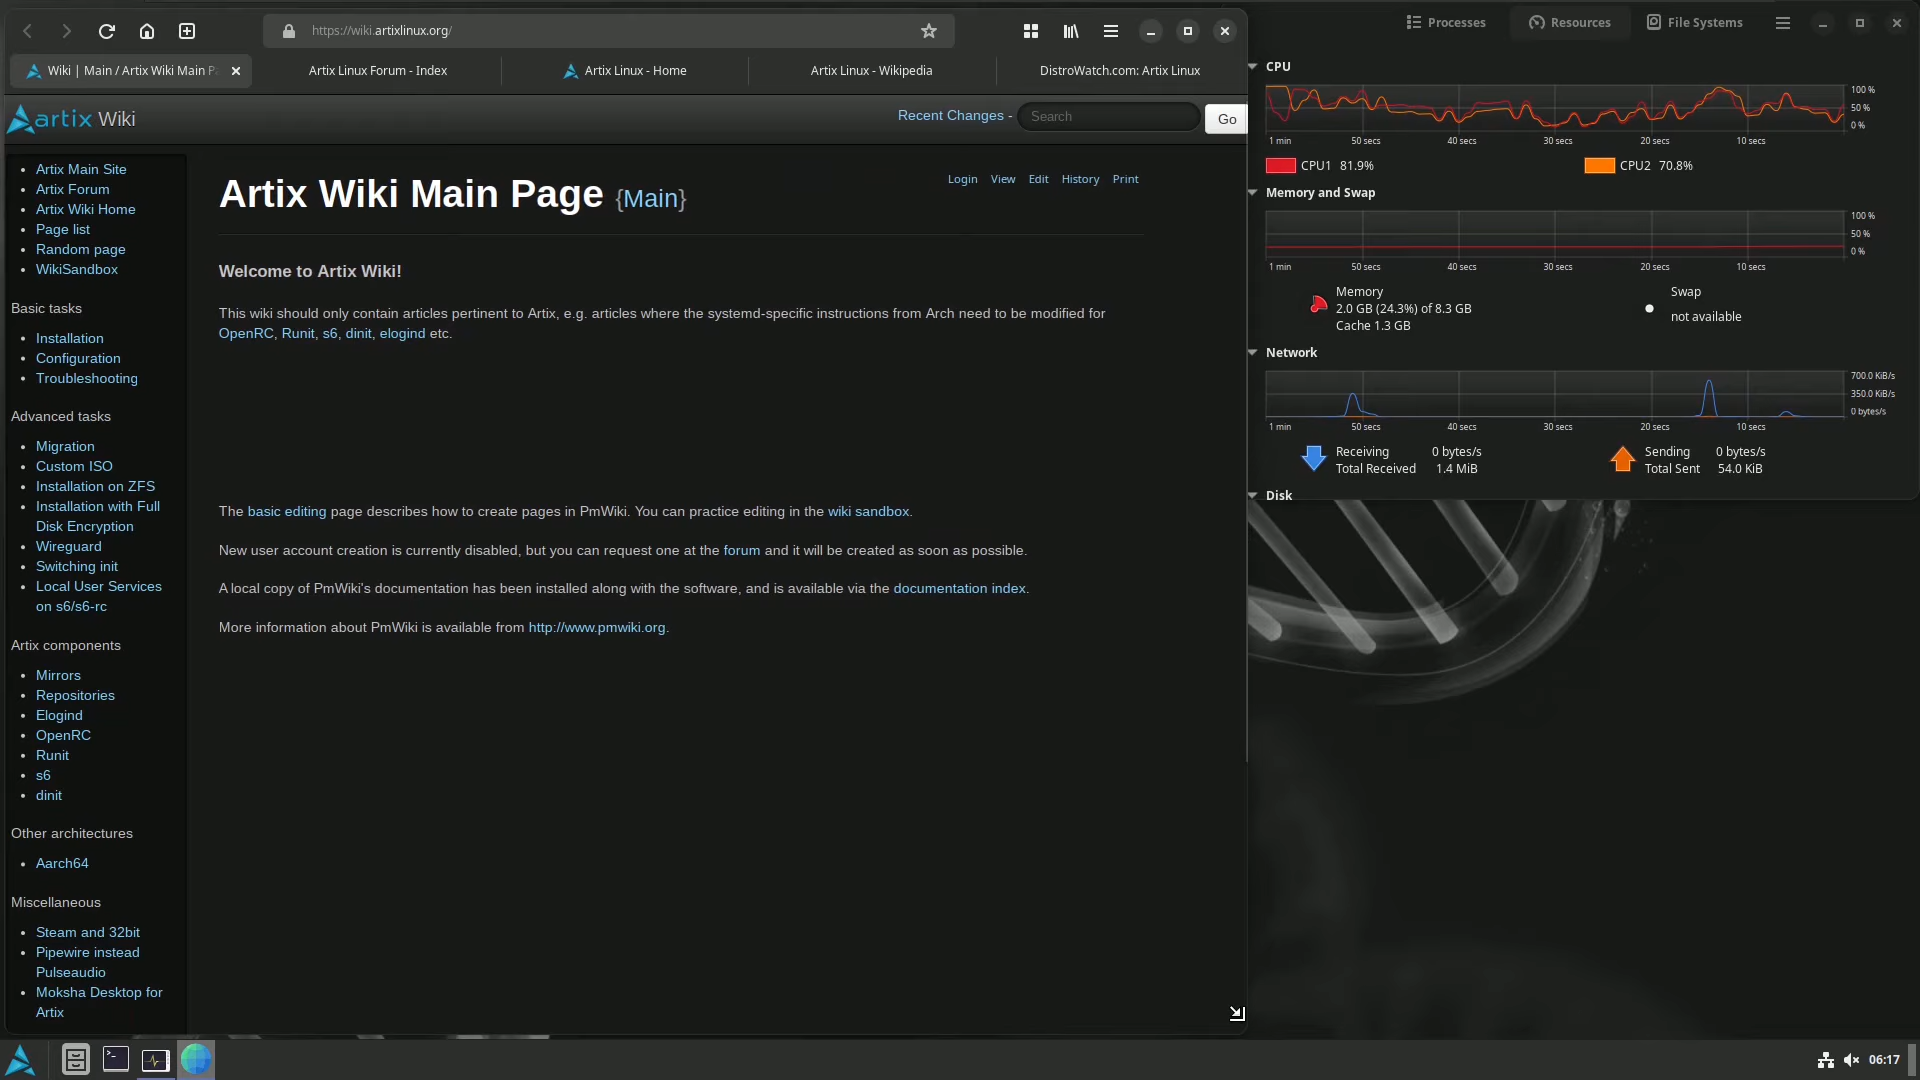 https://wiki.artixlinux.org/
Wiki | Main / Artix Wiki Main P
Artix Linux Forum - Index
Artix Linux - Home
Artix Linux - Wikipedia
DistroWatch.com: Artix Linux
artix Wiki
Recent Changes -
Search
Go
Artix Main Site
Artix Forum
Artix Wiki Home
Page list
Random page
WikiSandbox
Basic tasks
Installation
Configuration
Troubleshooting
Advanced tasks
Migration
Custom ISO
Installation on ZFS
Installation with Full
Disk Encryption
Wireguard
Switching init
Local User Services
on s6/s6-rc
Artix components
Mirrors
Repositories
Elogind
OpenRC
Runit
s6
dinit
Other architectures
Aarch64
Miscellaneous
Steam and 32bit
Pipewire instead
Pulseaudio
Moksha Desktop for
Artix
Login View Edit History Print
Artix Wiki Main Page {Main}
Welcome to Artix Wiki!
This wiki should only contain articles pertinent to Artix, e.g. articles where the systemd-specific instructions from Arch need to be modified for
OpenRC, Runit, s6, dinit, elogind etc.
The basic editing page describes how to create pages in PmWiki. You can practice editing in the wiki sandbox.
New user account creation is currently disabled, but you can request one at the forum and it will be created as soon as possible.
A local copy of PmWiki's documentation has been installed along with the software, and is available via the documentation index.
More information about PmWiki is available from http://www.pmwiki.org.
Processes
Resources
File Systems
CPU
100 %
50 %
0 %
1 min 50 secs 40 secs 30 secs 20 secs 10 secs
CPU1 81.9%
CPU2 70.8%
Memory and Swap
100 %
50 %
0 %
1 min 50 secs 40 secs 30 secs 20 secs 10 secs
Memory
2.0 GB (24.3%) of 8.3 GB
Cache 1.3 GB
Swap
not available
Network
700.0 KiB/s
350.0 KiB/s
0 bytes/s
1 min 50 secs 40 secs 30 secs 20 secs 10 secs
Receiving 0 bytes/s
Total Received 1.4 MiB
Sending 0 bytes/s
Total Sent 54.0 KiB
Disk
06:17